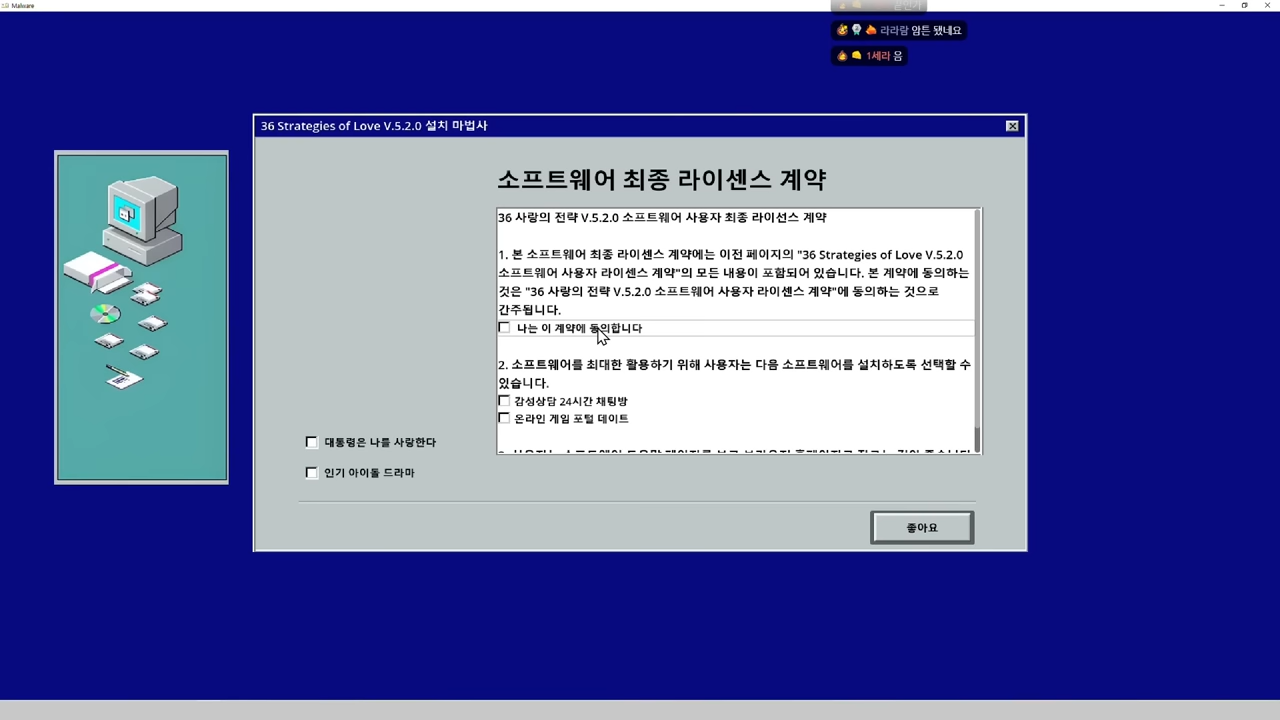 Malware
라라람 암튼 됐네요
1세라 음
36 Strategies of Love V.5.2.0 설치 마법사
소프트웨어 최종 라이센스 계약
36 사랑의 전략 V.5.2.0 소프트웨어 사용자 최종 라이선스 계약
1. 본 소프트웨어 최종 라이센스 계약에는 이전 페이지의 "36 Strategies of Love V.5.2.0
소프트웨어 사용자 라이센스 계약"의 모든 내용이 포함되어 있습니다. 본 계약에 동의하는
것은 "36 사랑의 전략 V.5.2.0 소프트웨어 사용자 라이센스 계약"에 동의하는 것으로
간주됩니다.
나는 이 계약에 동의합니다
2. 소프트웨어를 최대한 활용하기 위해 사용자는 다음 소프트웨어를 설치하도록 선택할 수
있습니다.
감성상담 24시간 채팅방
온라인 게임 포털 데이트
대통령은 나를 사랑한다
인기 아이돌 드라마
좋아요